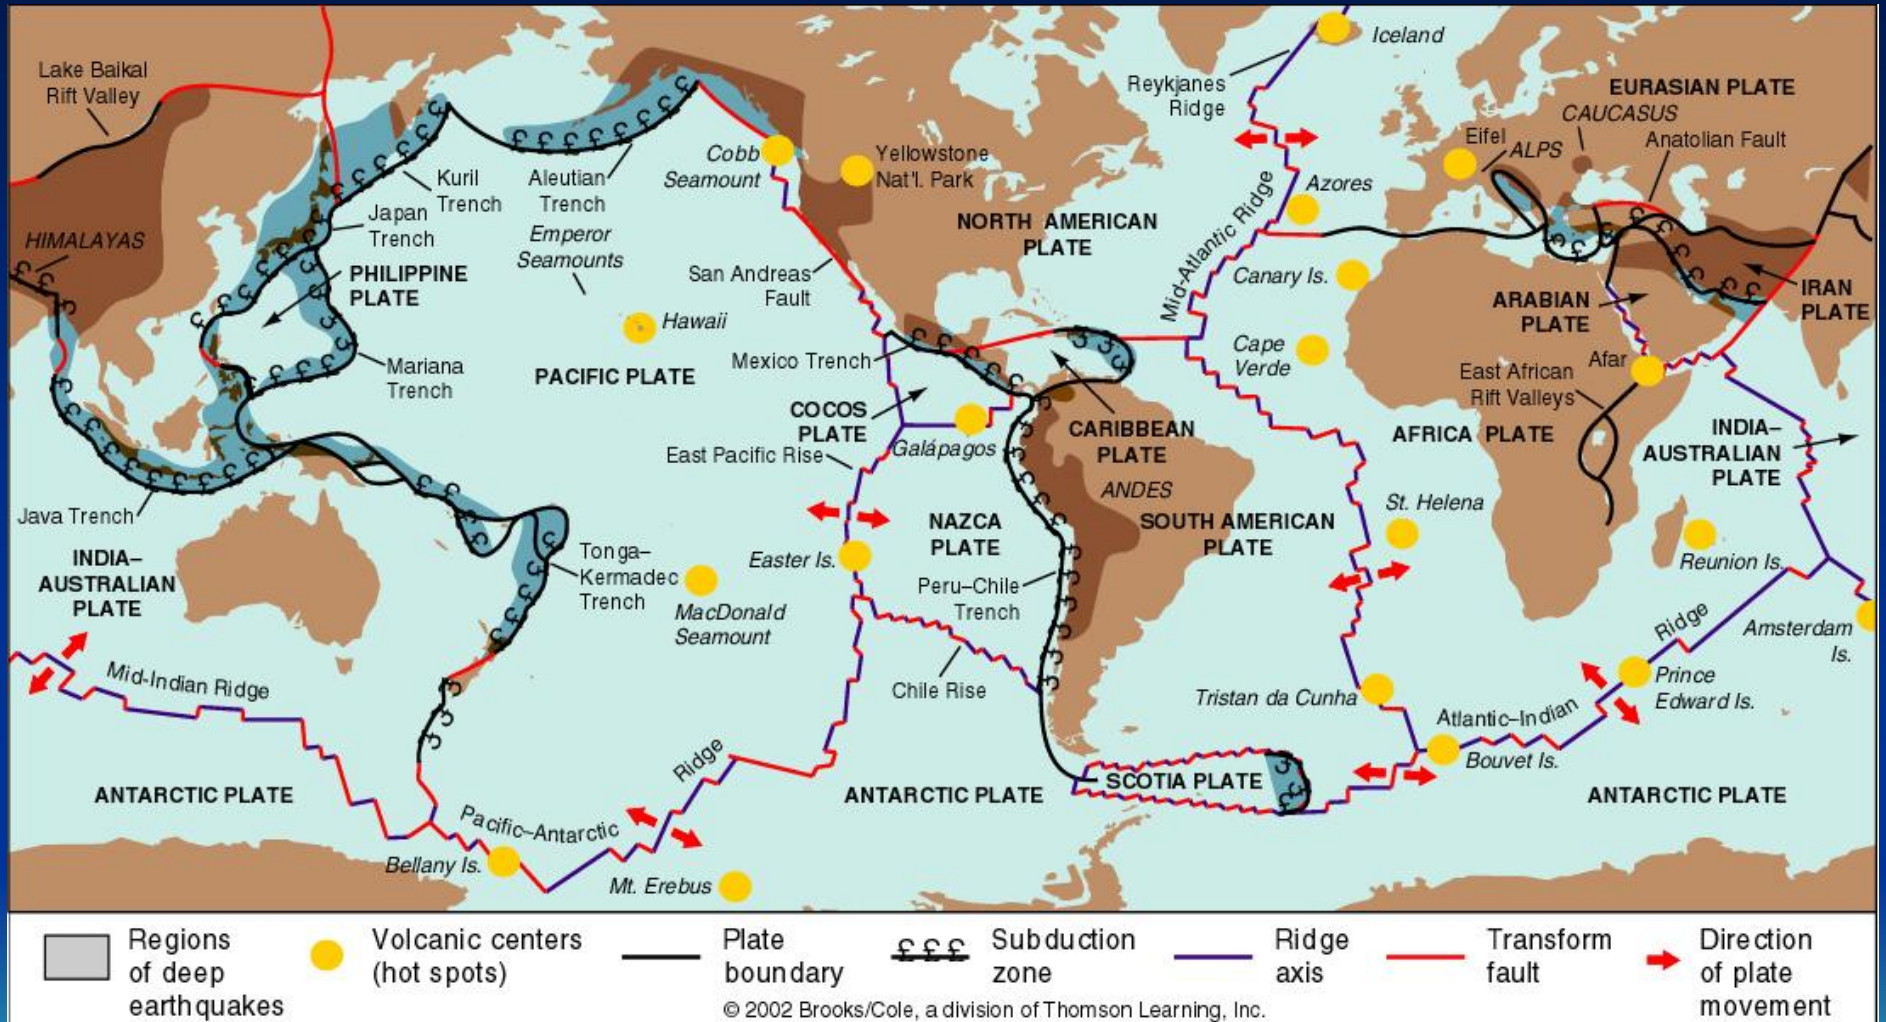 Iceland
Lake Baikal
Rift Valley
Reykjanes
Ridge
EURASIAN PLATE
CAUCASUS
Anatolian Fault
Eifel
ALPS
Cobb
Seamount
Yellowstone
Nat'l. Park
Kuril
Trench
Aleutian
Trench
Azores
Japan
Trench
Emperor
Seamounts
Mid-Atlantic Ridge
NORTH AMERICAN
PLATE
HIMALAYAS
PHILIPPINE
PLATE
San Andreas
Fault
Canary Is.
ARABIAN
PLATE
IRAN
PLATE
Hawaii
Mexico Trench
Cape
Verde
Afar
Mariana
Trench
PACIFIC PLATE
East African
Rift Valleys
COCOS
PLATE
Galápagos
CARIBBEAN
PLATE
AFRICA PLATE
INDIA–
AUSTRALIAN
PLATE
East Pacific Rise
ANDES
St. Helena
Java Trench
NAZCA
PLATE
SOUTH AMERICAN
PLATE
INDIA–
AUSTRALIAN
PLATE
Tonga–
Kermadec
Trench
Easter Is.
Reunion Is.
MacDonald
Seamount
Peru–Chile
Trench
Ridge
Amsterdam
Is.
Mid-Indian Ridge
Chile Rise
Tristan da Cunha
Prince
Edward Is.
Atlantic–Indian
Ridge
Bouvet Is.
ANTARCTIC PLATE
ANTARCTIC PLATE
SCOTIA PLATE
ANTARCTIC PLATE
Pacific–Antarctic
Bellany Is.
Mt. Erebus
Regions
of deep
earthquakes
Volcanic centers
(hot spots)
Plate
boundary
Subduction
zone
Ridge
axis
Transform
fault
Direction
of plate
movement
© 2002 Brooks/Cole, a division of Thomson Learning, Inc.